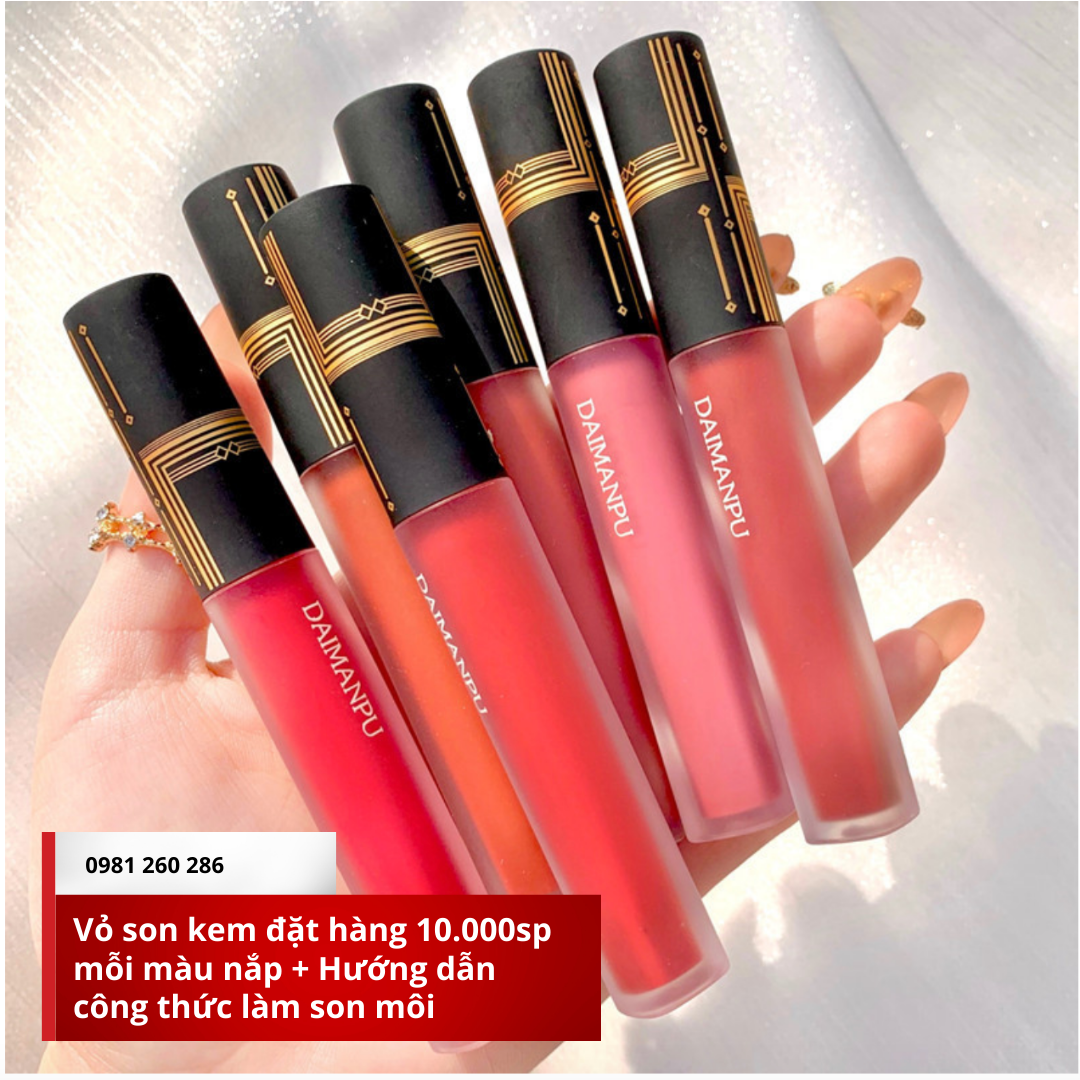 DAIMANPU
DAIMANPU
DAIMANPU
DAIMANPU
0981 260 286
Vỏ son kem đặt hàng 10.000sp
mỗi màu nắp + Hướng dẫn
công thức làm son môi